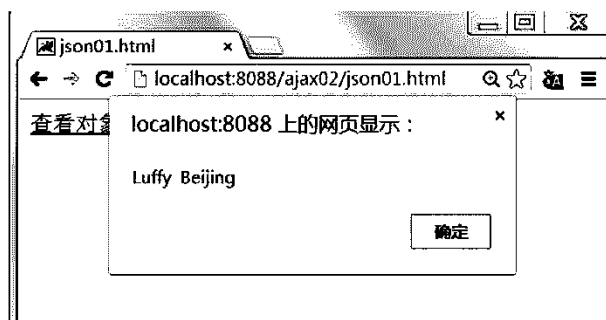 json01.html
localhost:8088/ajax02/json01.html
localhost:8088 上的网页显示：
查看对象
Luffy Beijing
确定